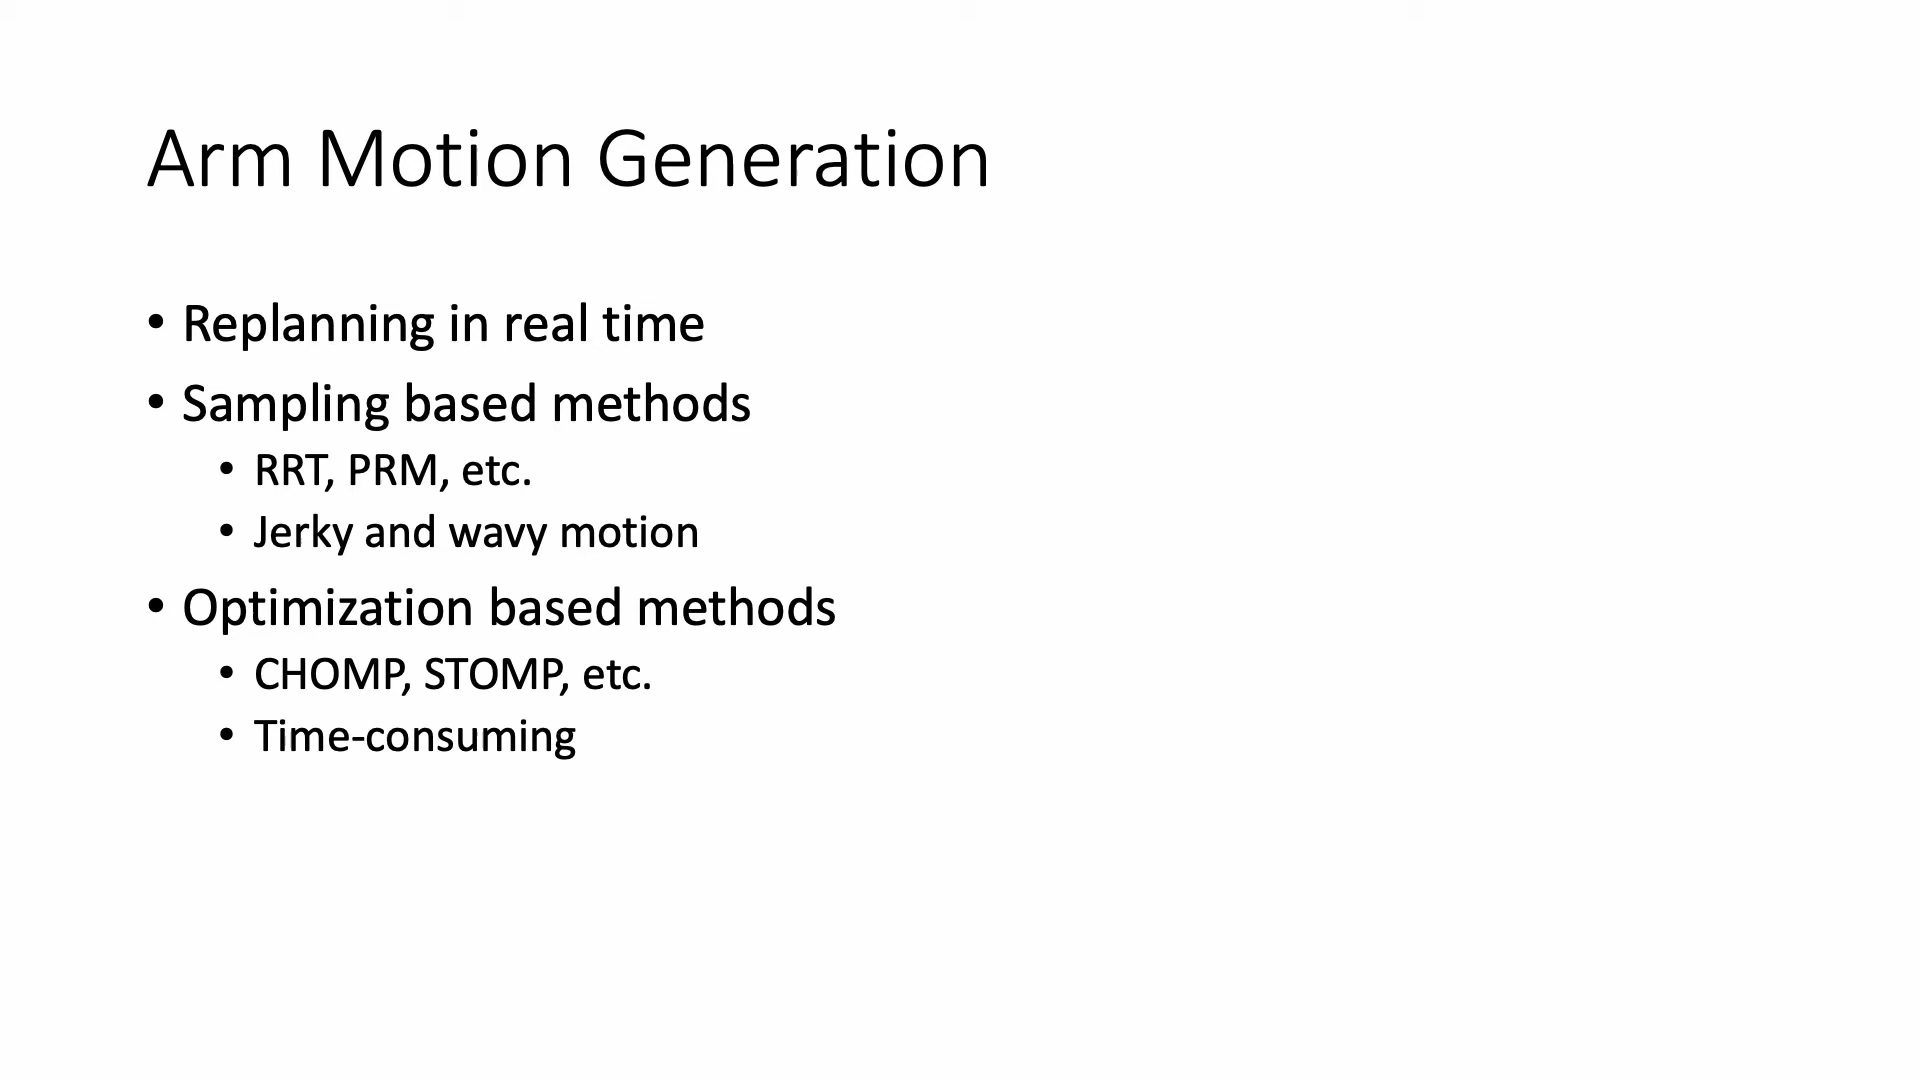 Arm Motion Generation
• Replanning in real time
• Sampling based methods
• RRT, PRM, etc.
• Jerky and wavy motion
• Optimization based methods
• CHOMP, STOMP, etc.
• Time-consuming